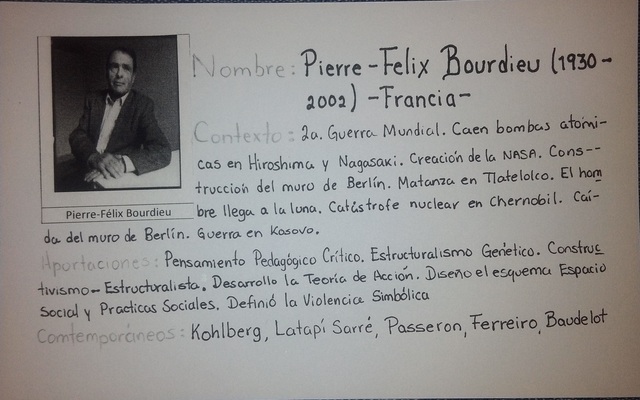 Nombre: Pierre-Felix Bourdieu (1930-
2002) -Francia-
Contexto: 2a. Guerra Mundial. Caen bombas atomi-
cas en Hiroshima y Nagasaki. Creación de la NASA. Cons--
trucción del muro de Berlín. Matanza en Tlatelolco. El hom
Pierre-Félix Bourdieu
bre llega a la luna. Catástrofe nuclear en Chernobil. Caí-
da del muro de Berlín. Guerra en Kosovo.
Aportaciones: Pensamiento Pedagógico Crítico. Estructuralismo Genético. Construc
tivismo-Estructuralista. Desarrollo la Teoría de Acción. Diseño el esquema Espacio
Social y Practicas Sociales. Definió la Violencia Simbólica
Comtemporáneos: Kohlberg, Latapí Sarré, Passeron, Ferreiro, Baudelot